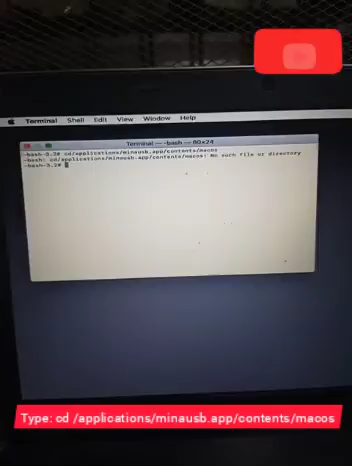 Terminal Shell Edit View Window Help
Terminal — -bash — 80×24
-bash-3.2# cd/applications/minausb.app/contents/macos
-bash: cd/applications/minausb.app/contents/macos: No such file or directory
-bash-3.2#
Type: cd /applications/minausb.app/contents/macos